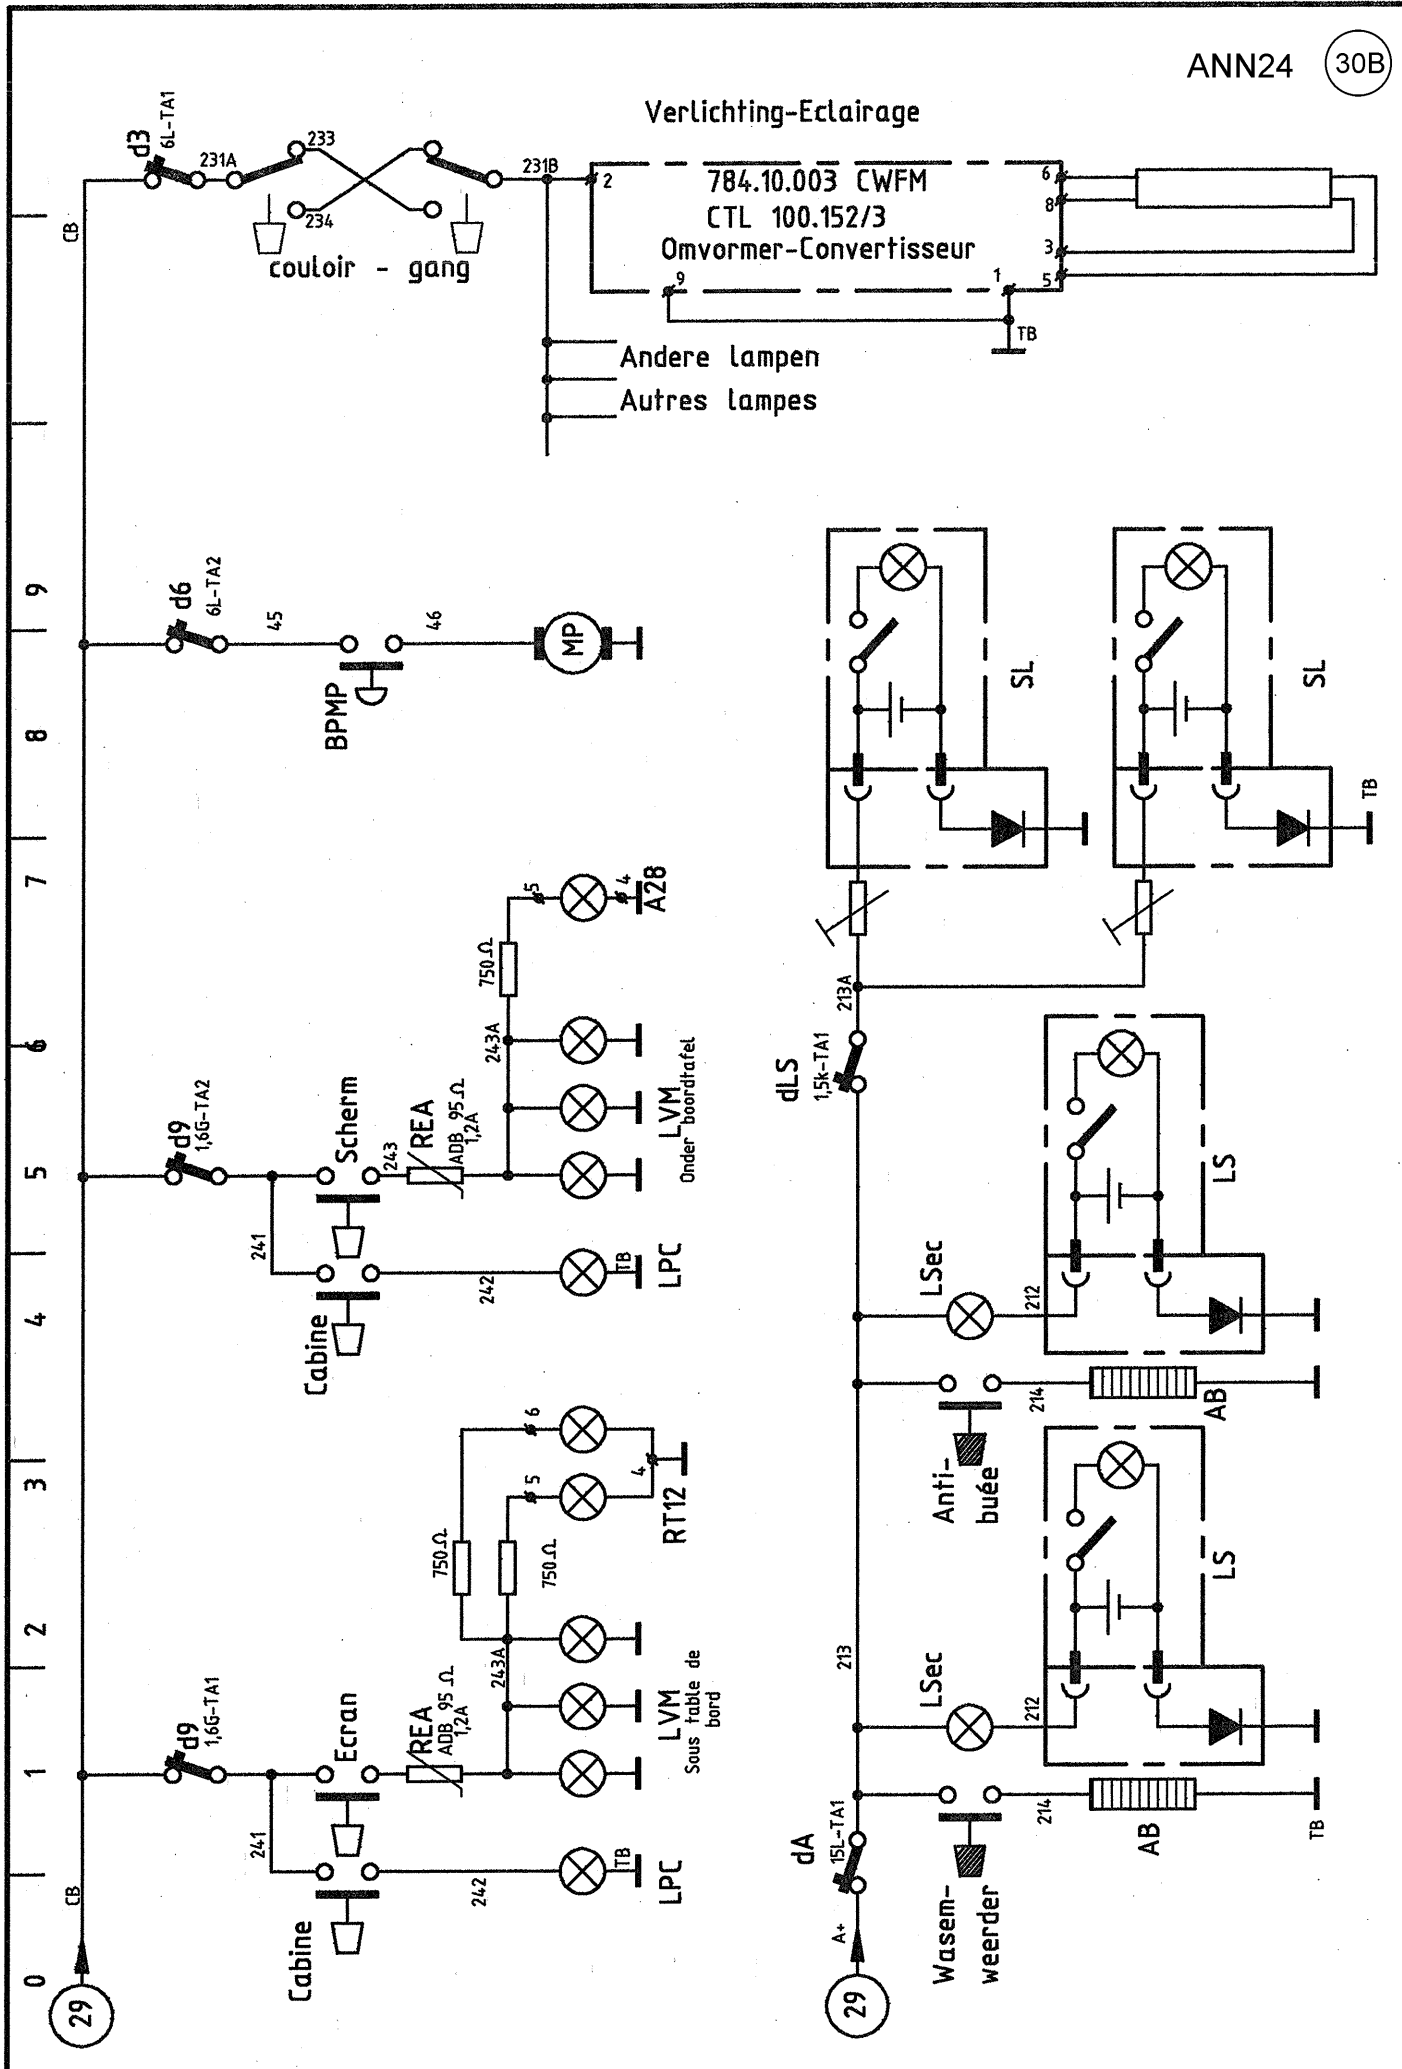 ANN24
30B
Verlichting-Eclairage
d3
6L-TA1
231A
233
234
231B
2
784.10.003 CWFM
CTL 100.152/3
Omvormer-Convertisseur
6
8
3
5
9
1
TB
CB
couloir - gang
Andere lampen
Autres lampes
9
d6
6L-TA2
45
46
BPMP
MP
8
SL
SL
TB
7
750Ω
5
4
A28
6
243A
213A
dLS
1,5k-TA1
d9
1,6G-TA2
Scherm
243
REA
ADB 95Ω
1,2A
LVM
Onder boordtafel
5
241
Cabine
242
TB
LPC
LSec
212
LS
4
Anti-
buée
214
AB
3
750Ω
750Ω
6
5
4
RT12
2
213
LS
243A
d9
1,6G-TA1
Ecran
REA
ADB 95Ω
1,2A
LVM
Sous table de
bord
LSec
212
1
241
Cabine
242
TB
LPC
dA
15L-TA1
Wasem-
weerder
214
AB
TB
0
CB
29
A+
29